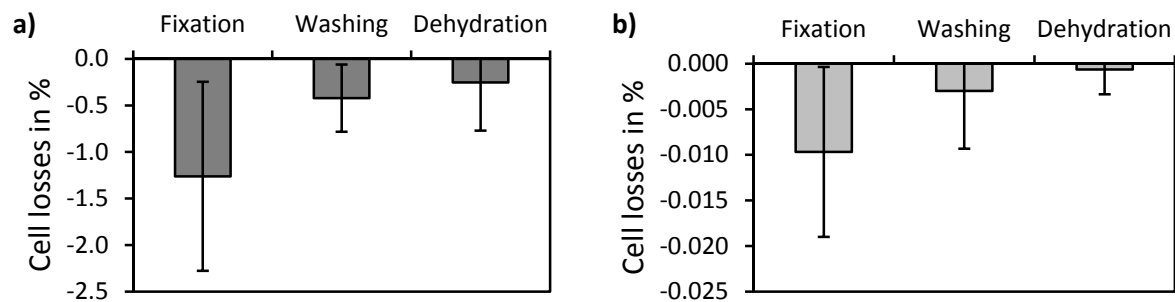 a)
Fixation Washing Dehydration
0.0
-0.5
-1.0
-1.5
-2.0
-2.5
Cell losses in %
b)
Fixation Washing Dehydration
0.000
-0.005
-0.010
-0.015
-0.020
-0.025
Cell losses in %